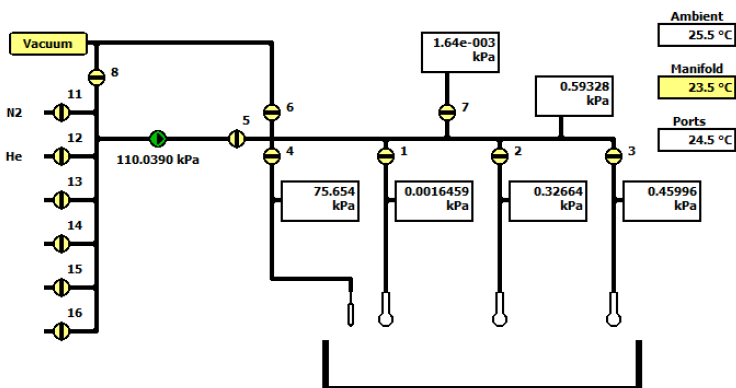 Vacuum
8
11
N2
12
He
13
14
15
16
110.0390 kPa
5
6
4
1.64e-003
kPa
7
0.59328
kPa
1
2
3
75.654
kPa
0.0016459
kPa
0.32664
kPa
0.45996
kPa
Ambient
25.5 °C
Manifold
23.5 °C
Ports
24.5 °C